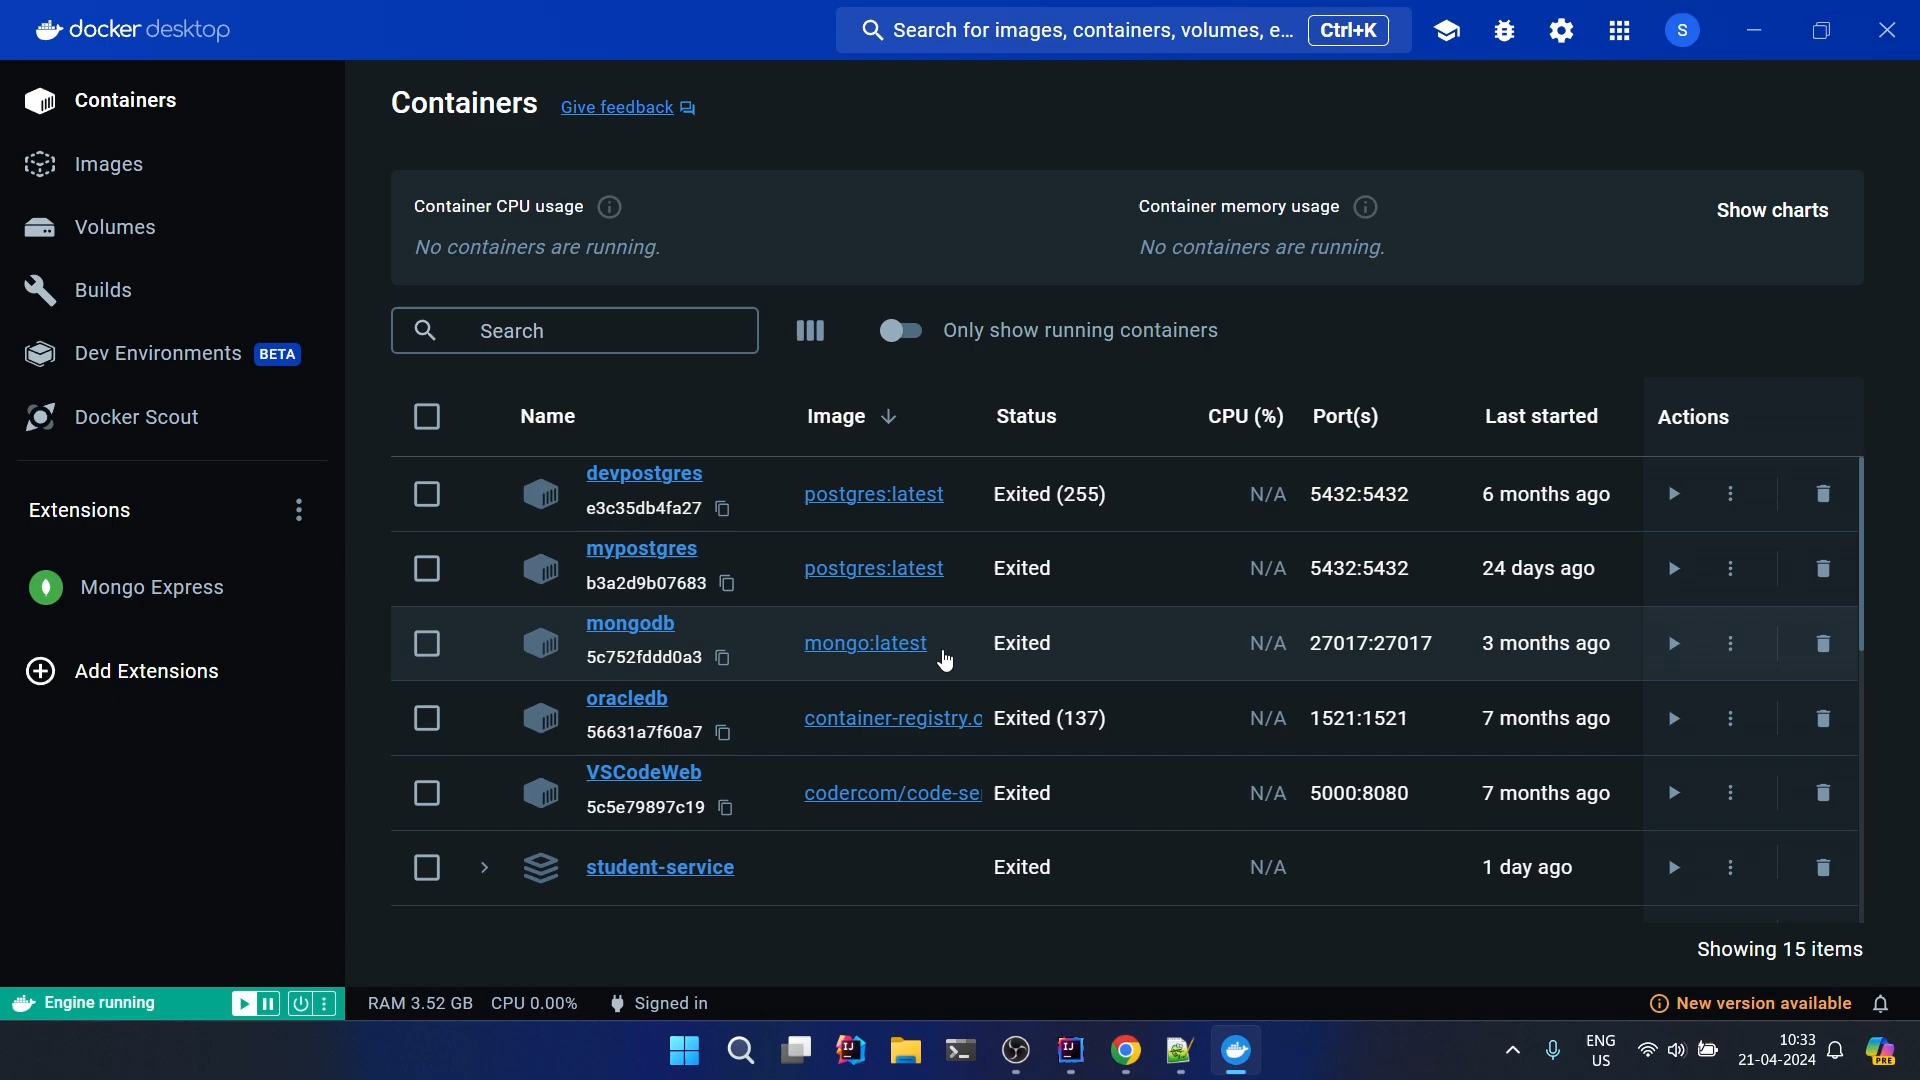 docker desktop
Search for images, containers, volumes, e... Ctrl+K
S
Containers
Images
Volumes
Builds
Dev Environments BETA
Docker Scout
Extensions
Mongo Express
Add Extensions
Containers Give feedback
Container CPU usage
No containers are running.
Container memory usage
No containers are running.
Show charts
Search
Only show running containers
Name Image Status CPU (%) Port(s) Last started Actions
devpostgres
e3c35db4fa27
postgres:latest Exited (255) N/A 5432:5432 6 months ago
mypostgres
b3a2d9b07683
postgres:latest Exited N/A 5432:5432 24 days ago
mongodb
5c752fddd0a3
mongo:latest Exited N/A 27017:27017 3 months ago
oracledb
56631a7f60a7
container-registry.o Exited (137) N/A 1521:1521 7 months ago
VSCodeWeb
5c5e79897c19
codercom/code-ser Exited N/A 5000:8080 7 months ago
student-service Exited N/A 1 day ago
Showing 15 items
Engine running
RAM 3.52 GB CPU 0.00% Signed in
New version available
ENG
US
10:33
21-04-2024
PRE